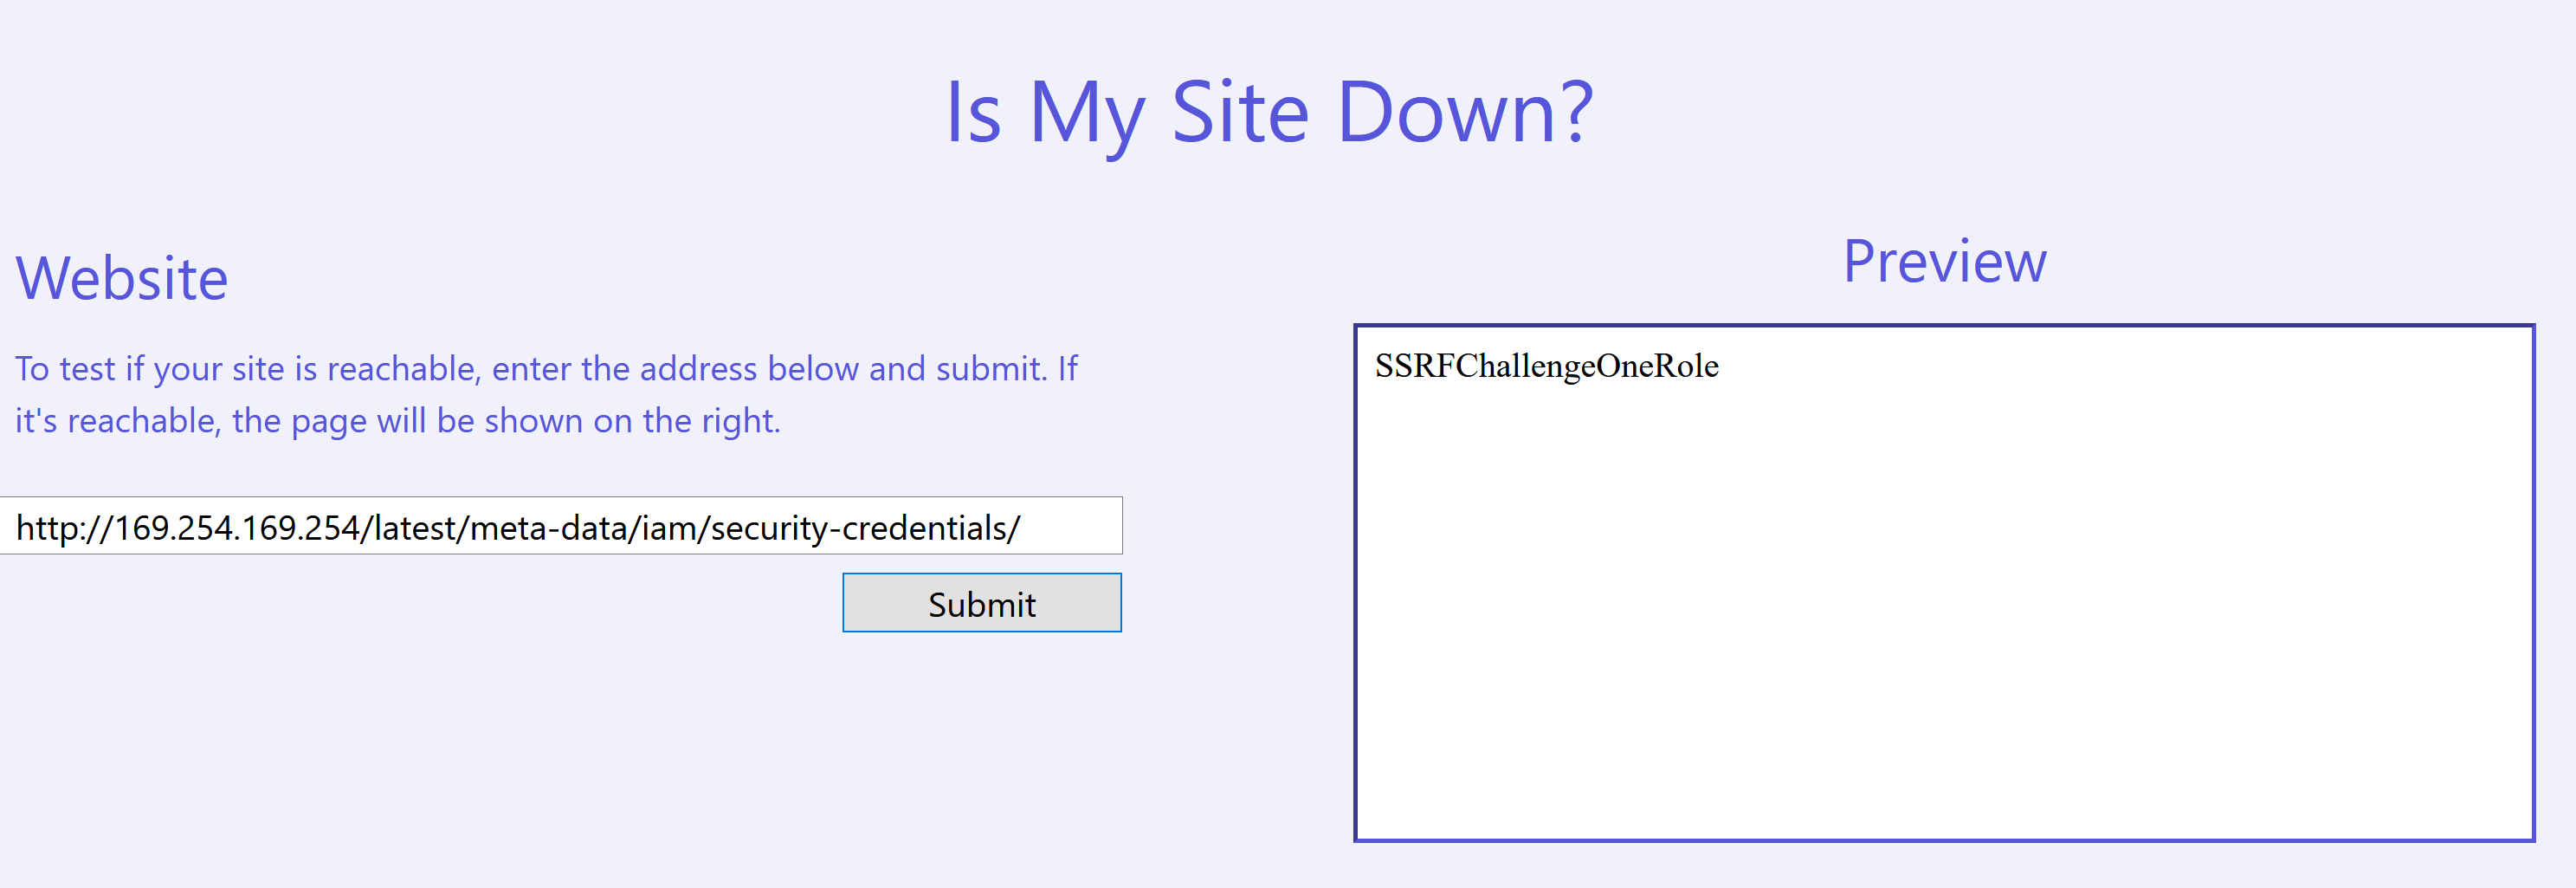 Is My Site Down?
Website
To test if your site is reachable, enter the address below and submit. If
it's reachable, the page will be shown on the right.
http://169.254.169.254/latest/meta-data/iam/security-credentials/
Submit
Preview
SSRFChallengeOneRole